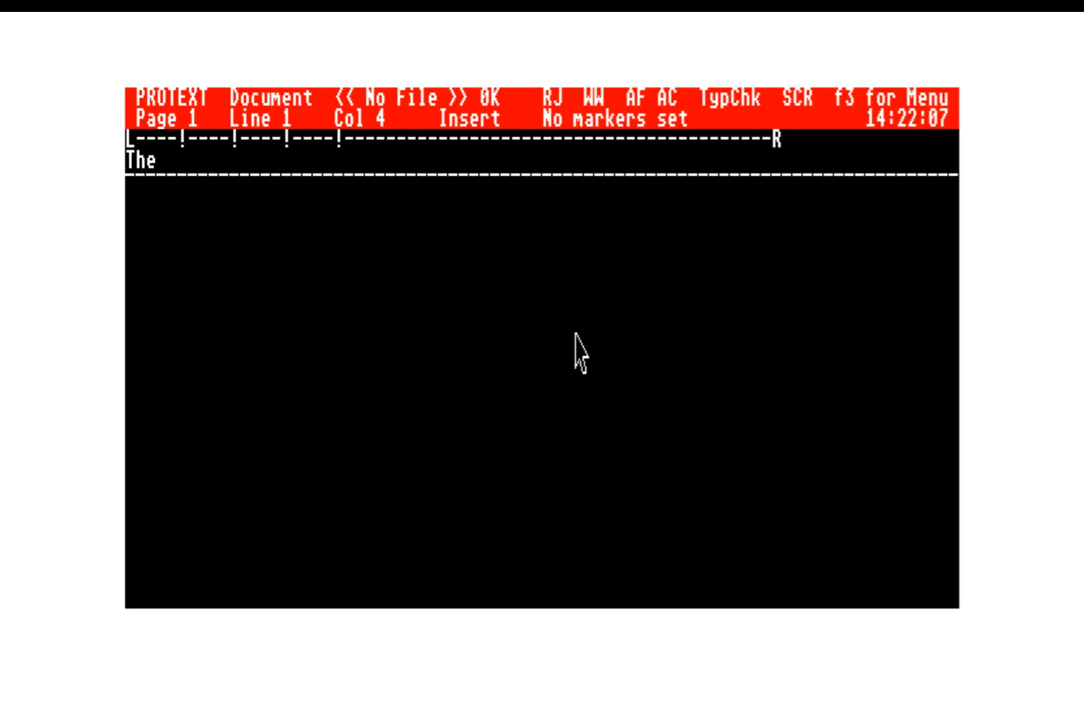 PROTEXT Document << No File >> 0K RJ WW AF AC TypChk SCR f3 for Menu
Page 1 Line 1 Col 4 Insert No markers set 14:22:07
L----!----!----!----!-----------------------------------------R
The